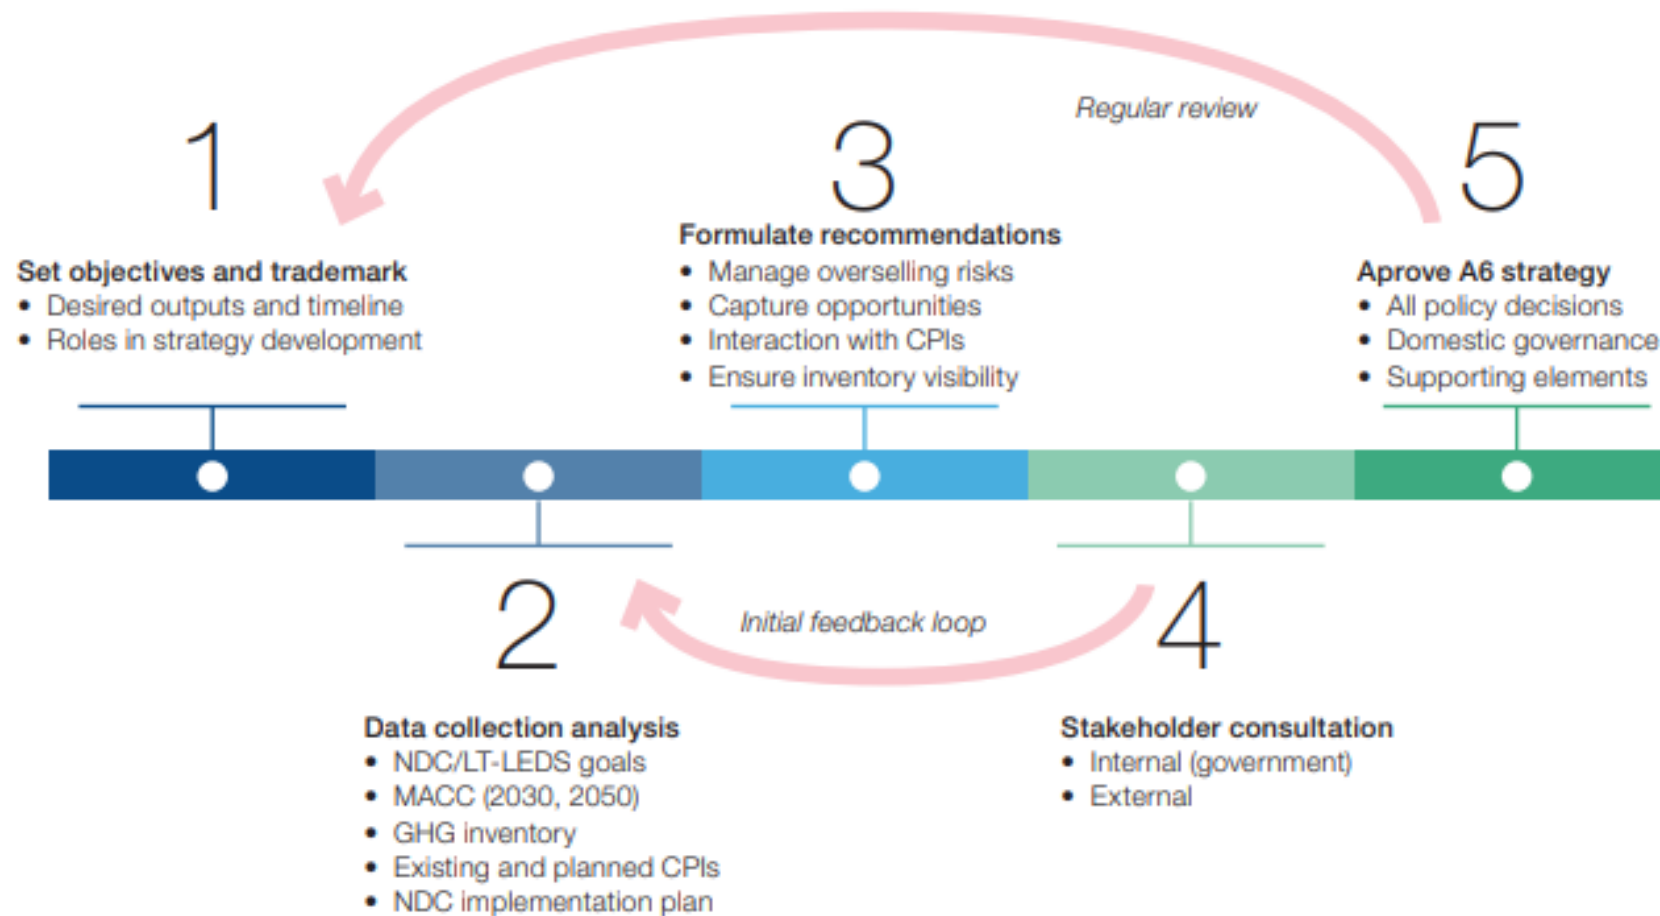 Regular review
1
Set objectives and trademark
• Desired outputs and timeline
• Roles in strategy development
3
Formulate recommendations
• Manage overselling risks
• Capture opportunities
• Interaction with CPIs
• Ensure inventory visibility
5
Aprove A6 strategy
• All policy decisions
• Domestic governance
• Supporting elements
2
Data collection analysis
• NDC/LT-LEDS goals
• MACC (2030, 2050)
• GHG inventory
• Existing and planned CPIs
• NDC implementation plan
Initial feedback loop
4
Stakeholder consultation
• Internal (government)
• External